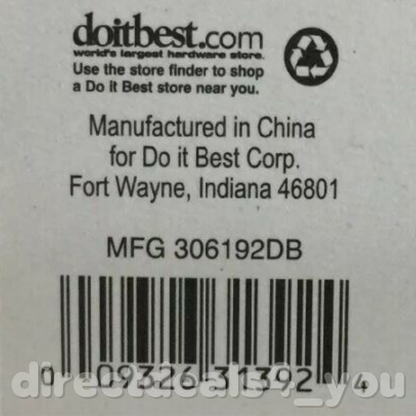 doitbest.com
world's largest hardware store.
Use the store finder to shop
a Do it Best store near you.
Manufactured in China
for Do it Best Corp.
Fort Wayne, Indiana 46801
MFG 306192DB
0 09326 31392 4
directdeals4_you